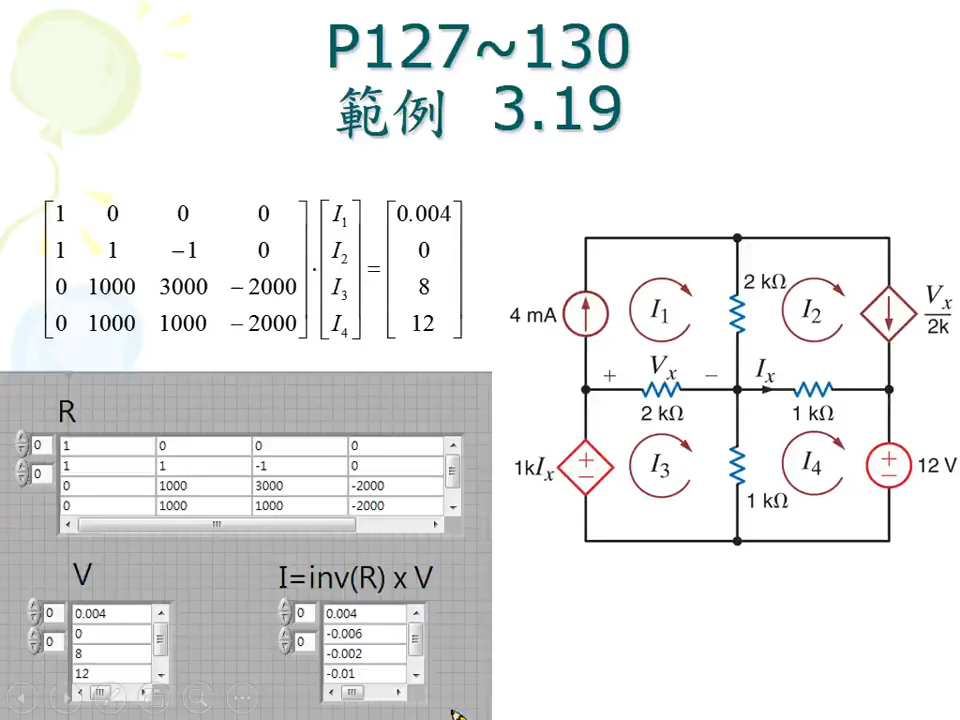 P127~130
範例 3.19
1 0 0 0
1 1 −1 0
0 1000 3000 −2000
0 1000 1000 −2000
·
I₁
I₂
I₃
I₄
=
0.004
0
8
12
4 mA
I₁
2 kΩ
I₂
Vₓ
2k
+ Vₓ −
Iₓ
2 kΩ
1 kΩ
1kIₓ
+
−
I₃
I₄
1 kΩ
+
−
12 V
R
0
0
1 0 0 0
1 1 -1 0
0 1000 3000 -2000
0 1000 1000 -2000
V
0
0
0.004
0
8
12
I=inv(R) x V
0
0
0.004
-0.006
-0.002
-0.01